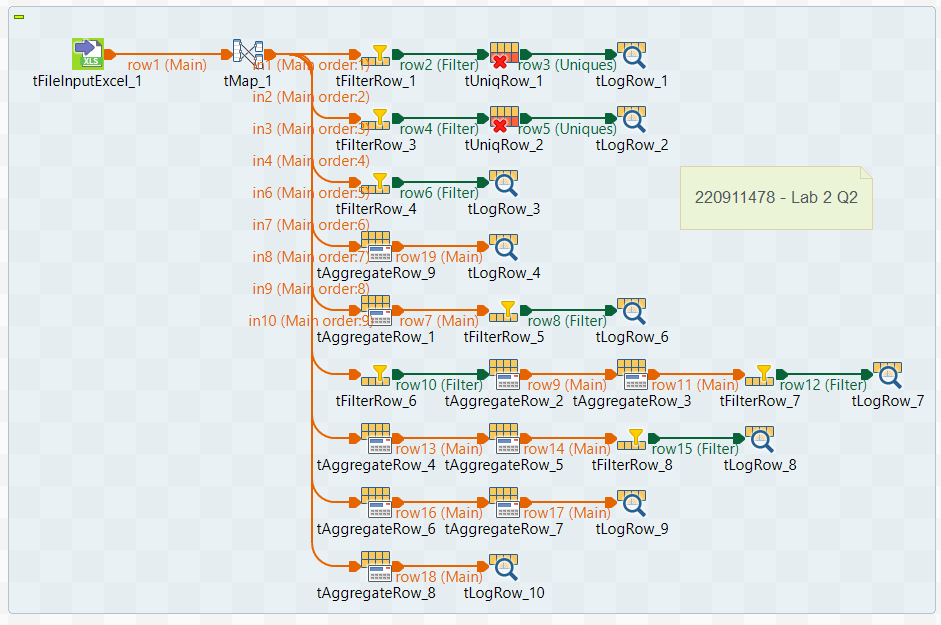 XLS
row1 (Main)
in1 (Main order:1)
row2 (Filter)
row3 (Uniques)
tFileInputExcel_1
tMap_1
tFilterRow_1
tUniqRow_1
tLogRow_1
in2 (Main order:2)
in3 (Main order:3)
row4 (Filter)
row5 (Uniques)
tFilterRow_3
tUniqRow_2
tLogRow_2
in4 (Main order:4)
in6 (Main order:5)
row6 (Filter)
220911478 - Lab 2 Q2
tFilterRow_4
tLogRow_3
in7 (Main order:6)
in8 (Main order:7)
row19 (Main)
tAggregateRow_9
tLogRow_4
in9 (Main order:8)
in10 (Main order:9)
row7 (Main)
row8 (Filter)
tAggregateRow_1
tFilterRow_5
tLogRow_6
row10 (Filter)
row9 (Main)
row11 (Main)
row12 (Filter)
tFilterRow_6
tAggregateRow_2
tAggregateRow_3
tFilterRow_7
tLogRow_7
row13 (Main)
row14 (Main)
row15 (Filter)
tAggregateRow_4
tAggregateRow_5
tFilterRow_8
tLogRow_8
row16 (Main)
row17 (Main)
tAggregateRow_6
tAggregateRow_7
tLogRow_9
row18 (Main)
tAggregateRow_8
tLogRow_10